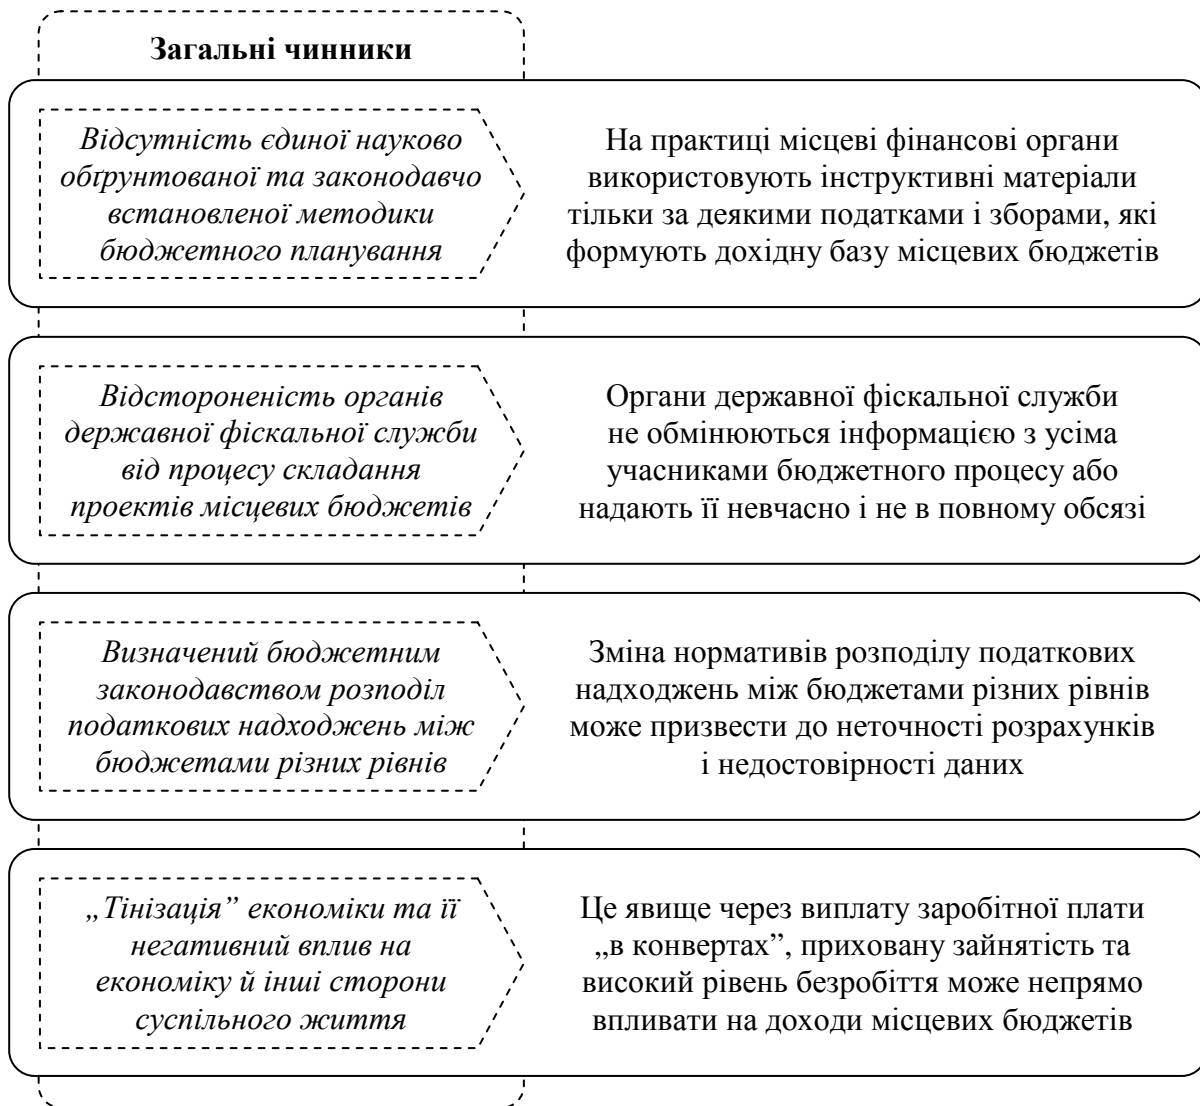 Загальні чинники
Відсутність єдиної науково
обґрунтованої та законодавчо
встановленої методики
бюджетного планування
На практиці місцеві фінансові органи
використовують інструктивні матеріали
тільки за деякими податками і зборами, які
формують дохідну базу місцевих бюджетів
Відстороненість органів
державної фіскальної служби
від процесу складання
проектів місцевих бюджетів
Органи державної фіскальної служби
не обмінюються інформацією з усіма
учасниками бюджетного процесу або
надають її невчасно і не в повному обсязі
Визначений бюджетним
законодавством розподіл
податкових надходжень між
бюджетами різних рівнів
Зміна нормативів розподілу податкових
надходжень між бюджетами різних рівнів
може призвести до неточності розрахунків
і недостовірності даних
„Тінізація” економіки та її
негативний вплив на
економіку й інші сторони
суспільного життя
Це явище через виплату заробітної плати
„в конвертах”, приховану зайнятість та
високий рівень безробіття може непрямо
впливати на доходи місцевих бюджетів